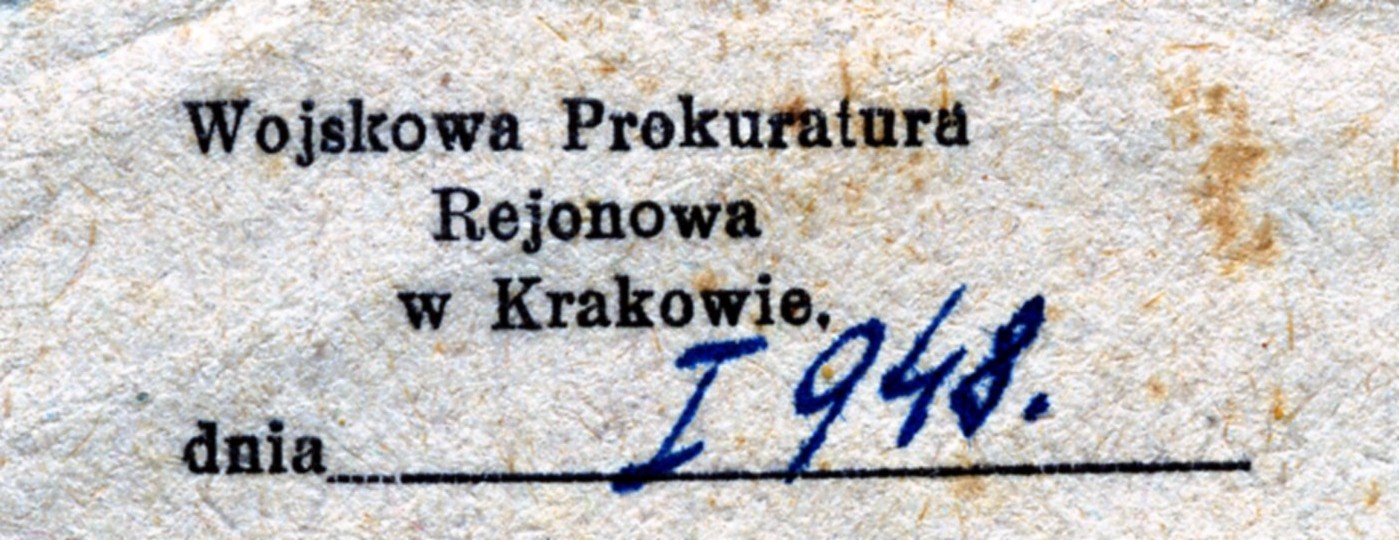 Wojskowa Prokuratura
Rejonowa
w Krakowie.
dnia I 948.